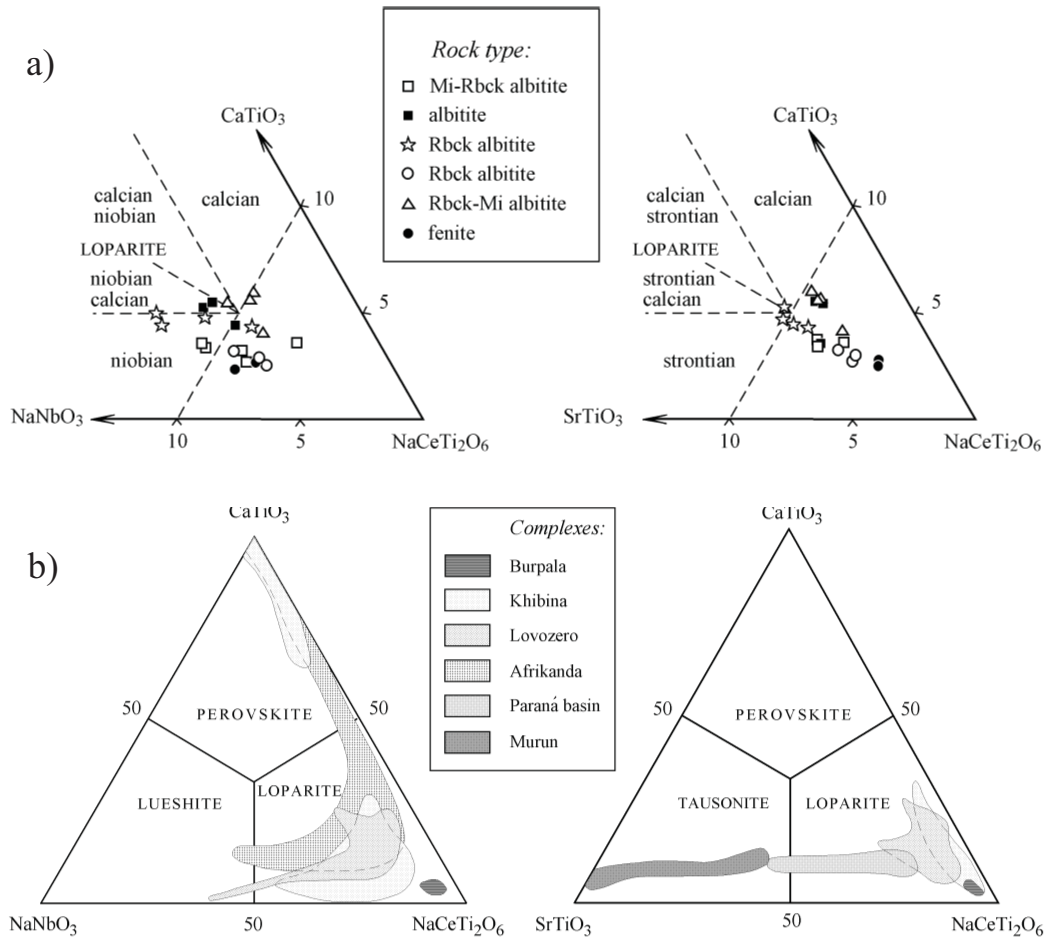 a)
Rock type:
Mi-Rbck albitite
albitite
Rbck albitite
Rbck albitite
Rbck-Mi albitite
fenite
CaTiO3
calcian
niobian
calcian
10
LOPARITE
niobian
calcian
5
niobian
NaNbO3
10
5
NaCeTi2O6
CaTiO3
calcian
strontian
calcian
10
LOPARITE
strontian
calcian
5
strontian
SrTiO3
10
5
NaCeTi2O6
b)
Complexes:
Burpala
Khibina
Lovozero
Afrikanda
Paraná basin
Murun
CaTiO3
50
50
PEROVSKITE
LUESHITE
LOPARITE
NaNbO3
50
NaCeTi2O6
CaTiO3
50
50
PEROVSKITE
TAUSONITE
LOPARITE
SrTiO3
50
NaCeTi2O6